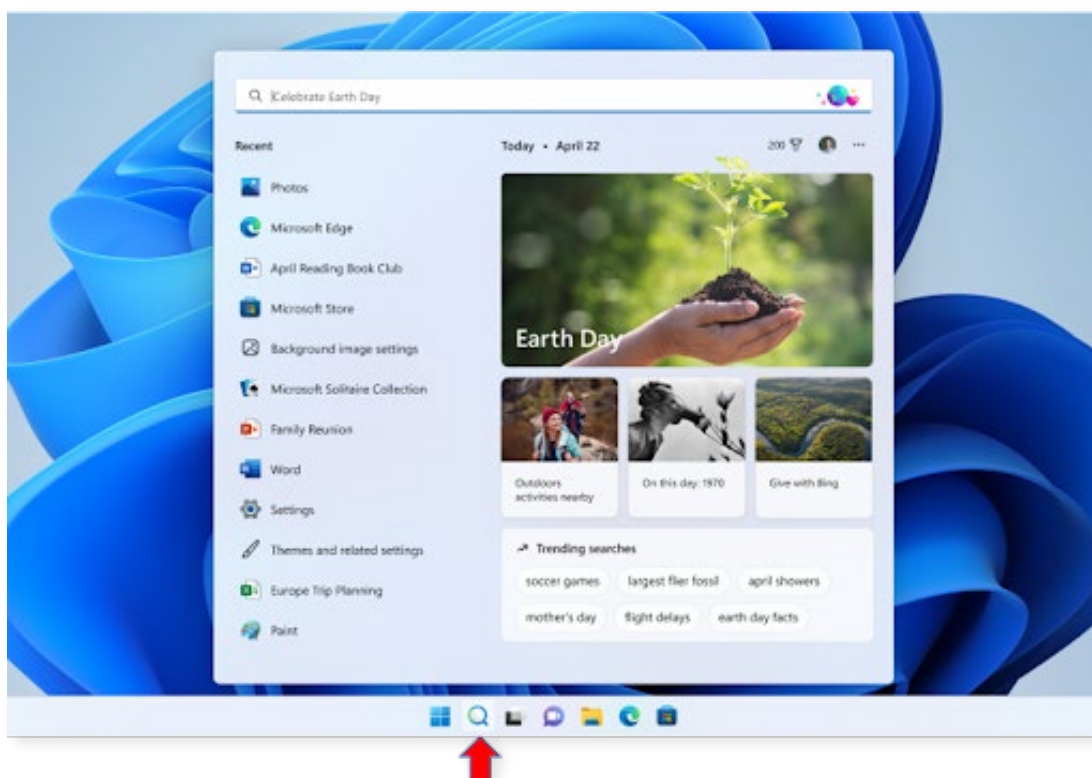 Celebrate Earth Day
Recent
Photos
Microsoft Edge
April Reading Book Club
Microsoft Store
Background image settings
Microsoft Solitaire Collection
Family Reunion
Word
Settings
Themes and related settings
Europe Trip Planning
Paint
Today • April 22
200
Earth Day
Outdoors
activities nearby
On this day: 1970
Give with Bing
Trending searches
soccer games
largest flier fossil
april showers
mother's day
flight delays
earth day facts